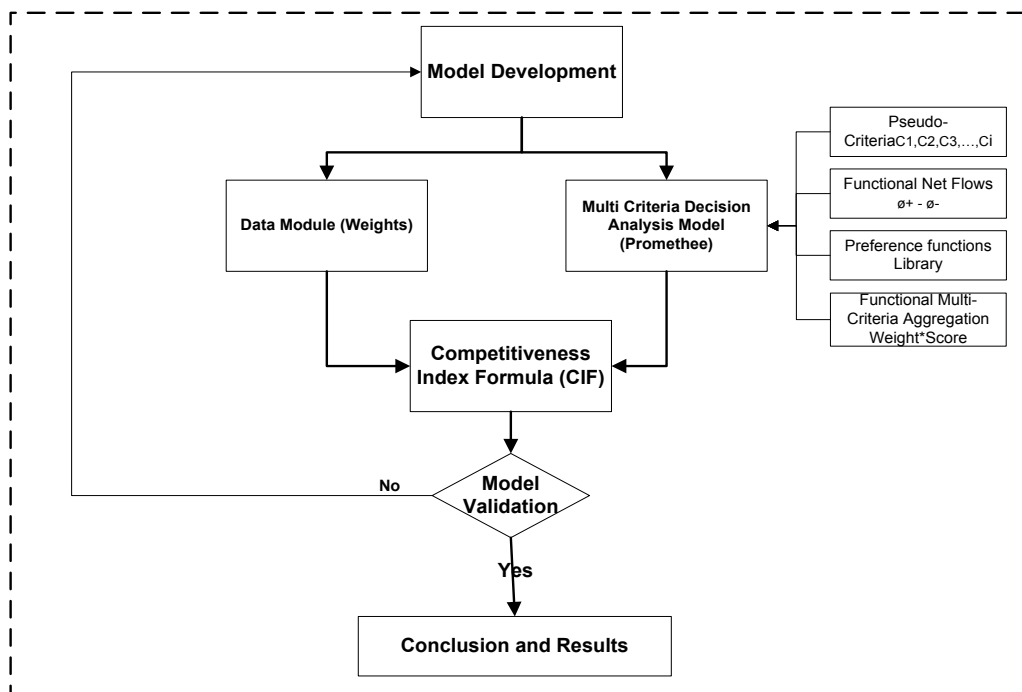 Model Development
Pseudo-
CriteriaC1,C2,C3,...,Ci
Functional Net Flows
ø+ - ø-
Preference functions
Library
Functional Multi-
Criteria Aggregation
Weight*Score
Data Module (Weights)
Multi Criteria Decision
Analysis Model
(Promethee)
Competitiveness
Index Formula (CIF)
Model
Validation
No
Yes
Conclusion and Results